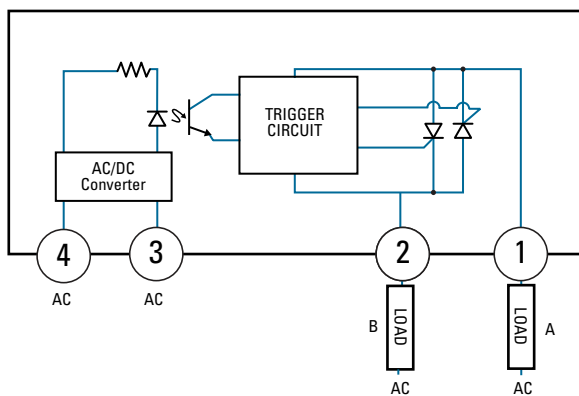 TRIGGER
CIRCUIT
AC/DC
Converter
4
3
2
1
AC
AC
B
LOAD
LOAD
A
AC
AC